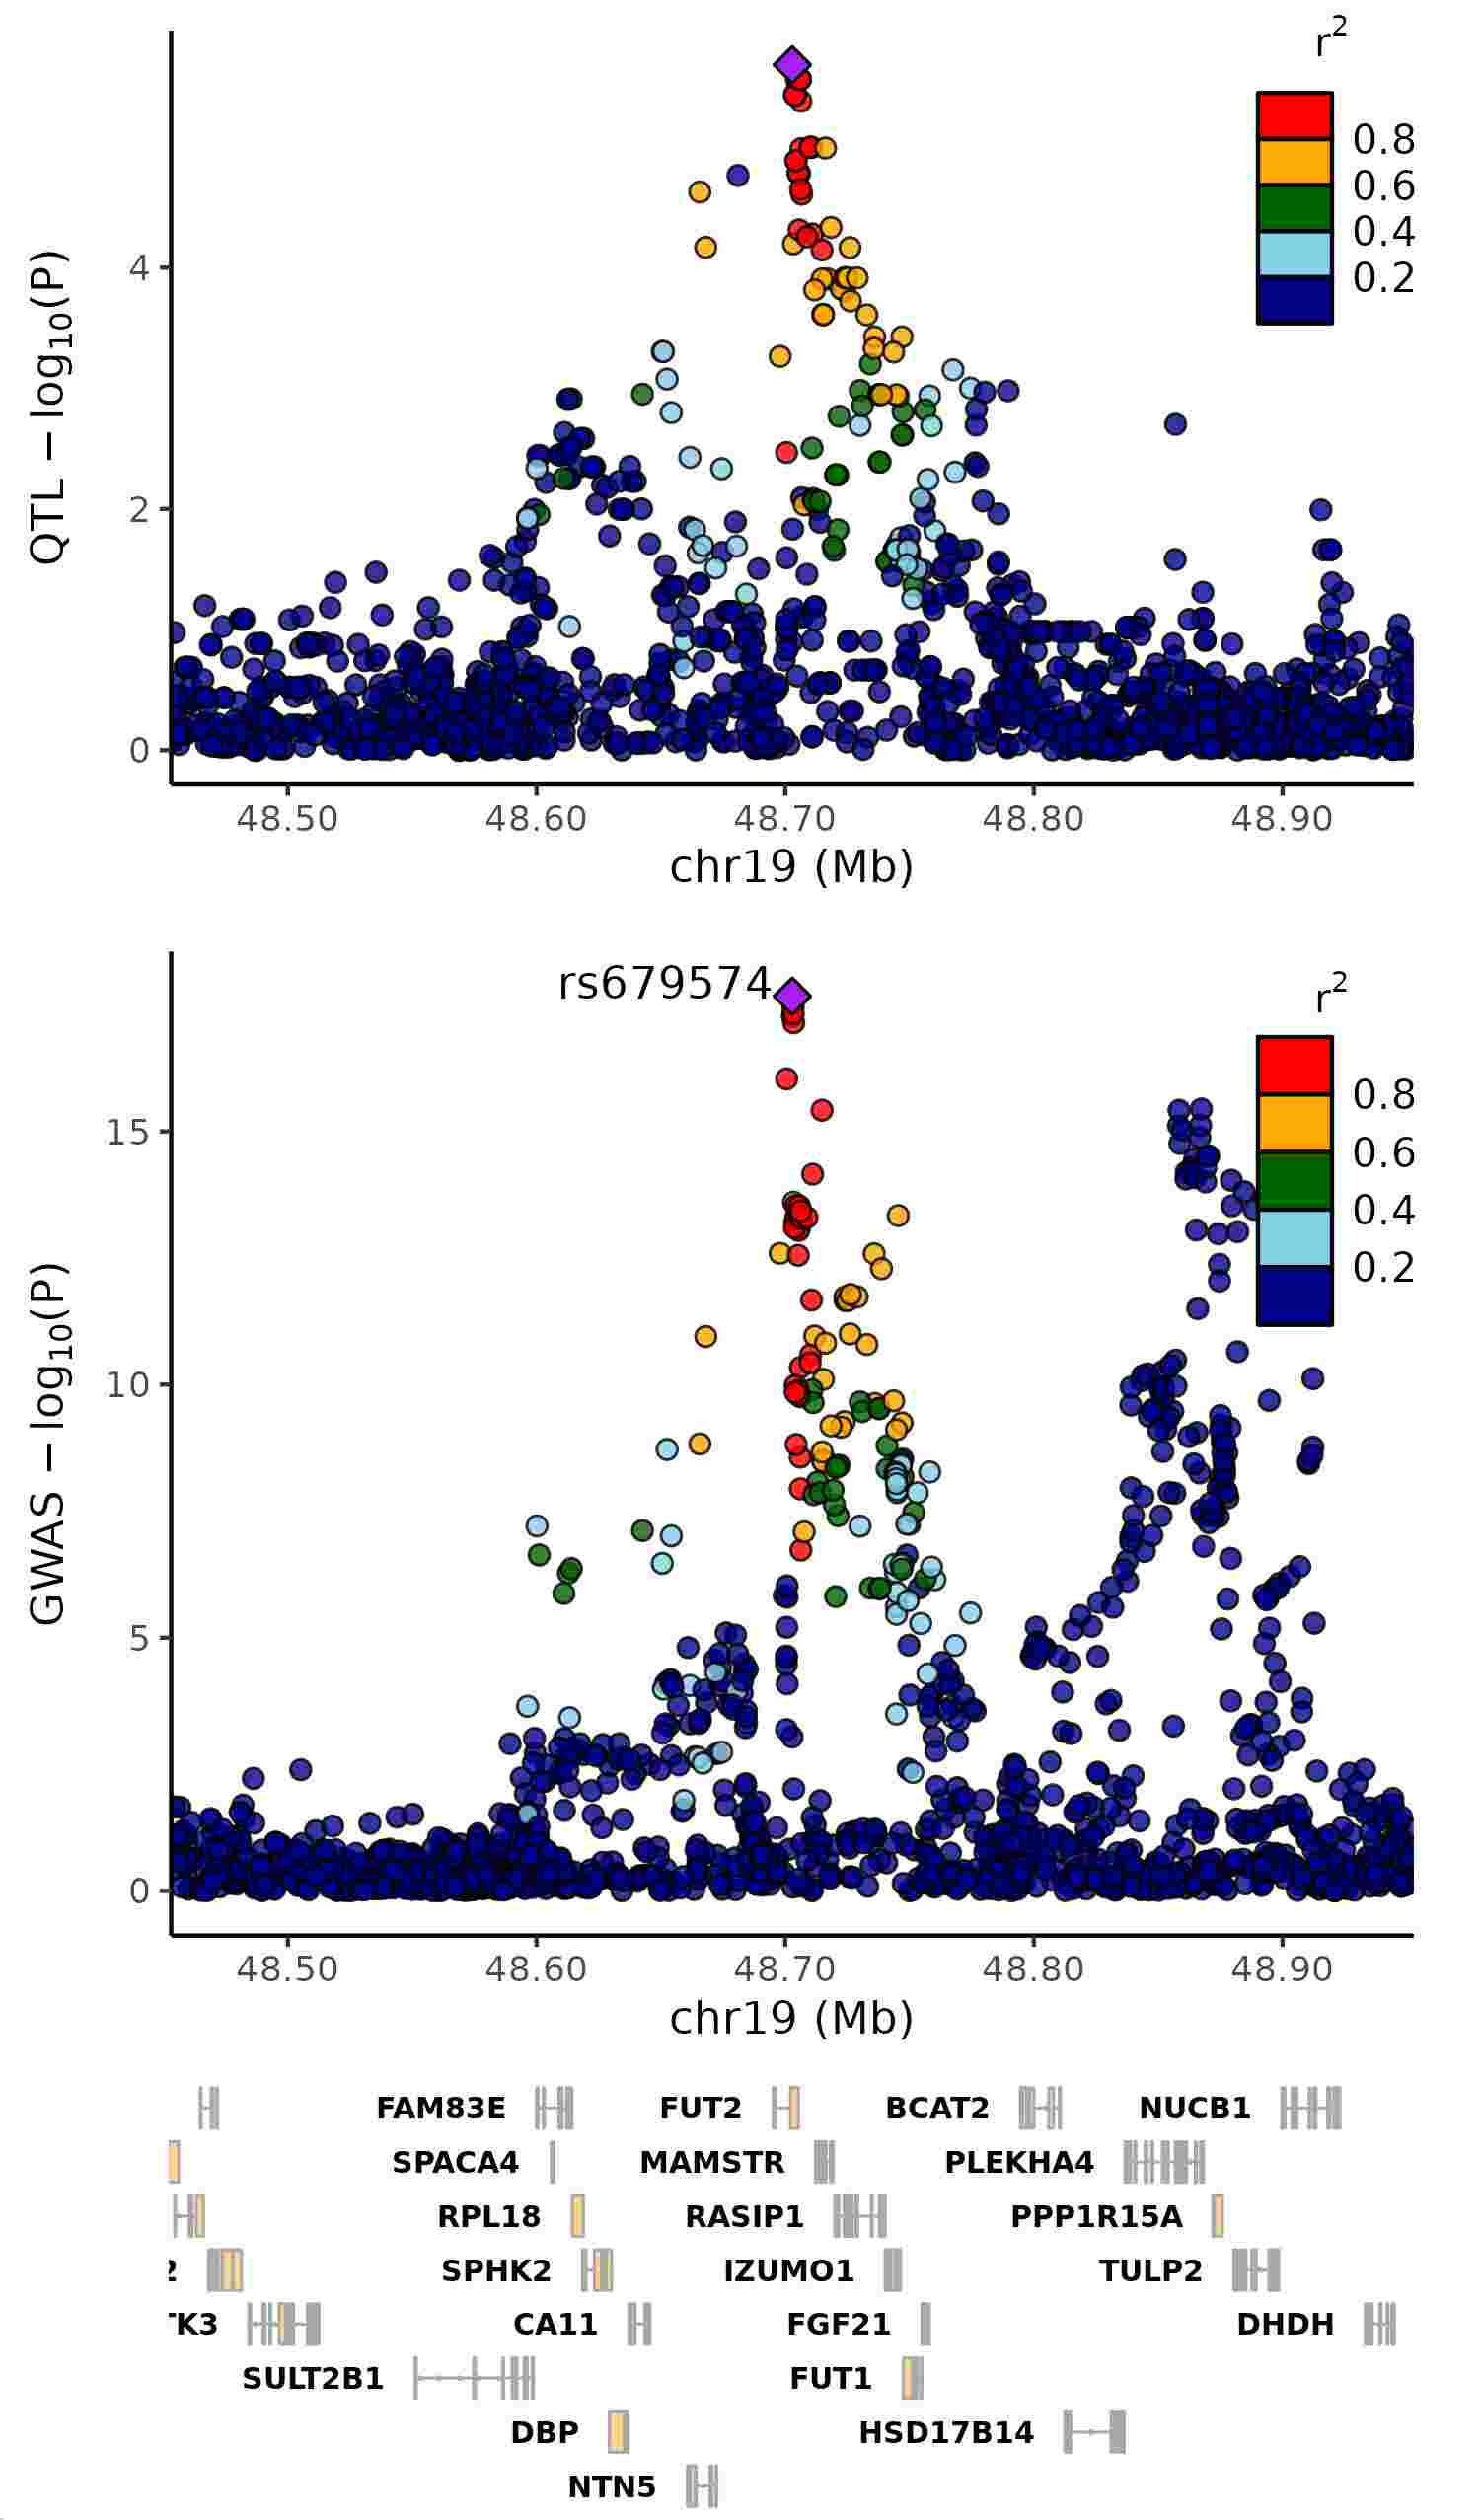 r²
0.8
0.6
0.4
0.2
QTL −log₁₀(P)
4
2
0
48.50 48.60 48.70 48.80 48.90
chr19 (Mb)
rs679574
r²
0.8
0.6
0.4
0.2
GWAS −log₁₀(P)
15
10
5
0
48.50 48.60 48.70 48.80 48.90
chr19 (Mb)
FAM83E FUT2 BCAT2 NUCB1
SPACA4 MAMSTR PLEKHA4
RPL18 RASIP1 PPP1R15A
2 SPHK2 IZUMO1 TULP2
TK3 CA11 FGF21 DHDH
SULT2B1 FUT1
DBP HSD17B14
NTN5